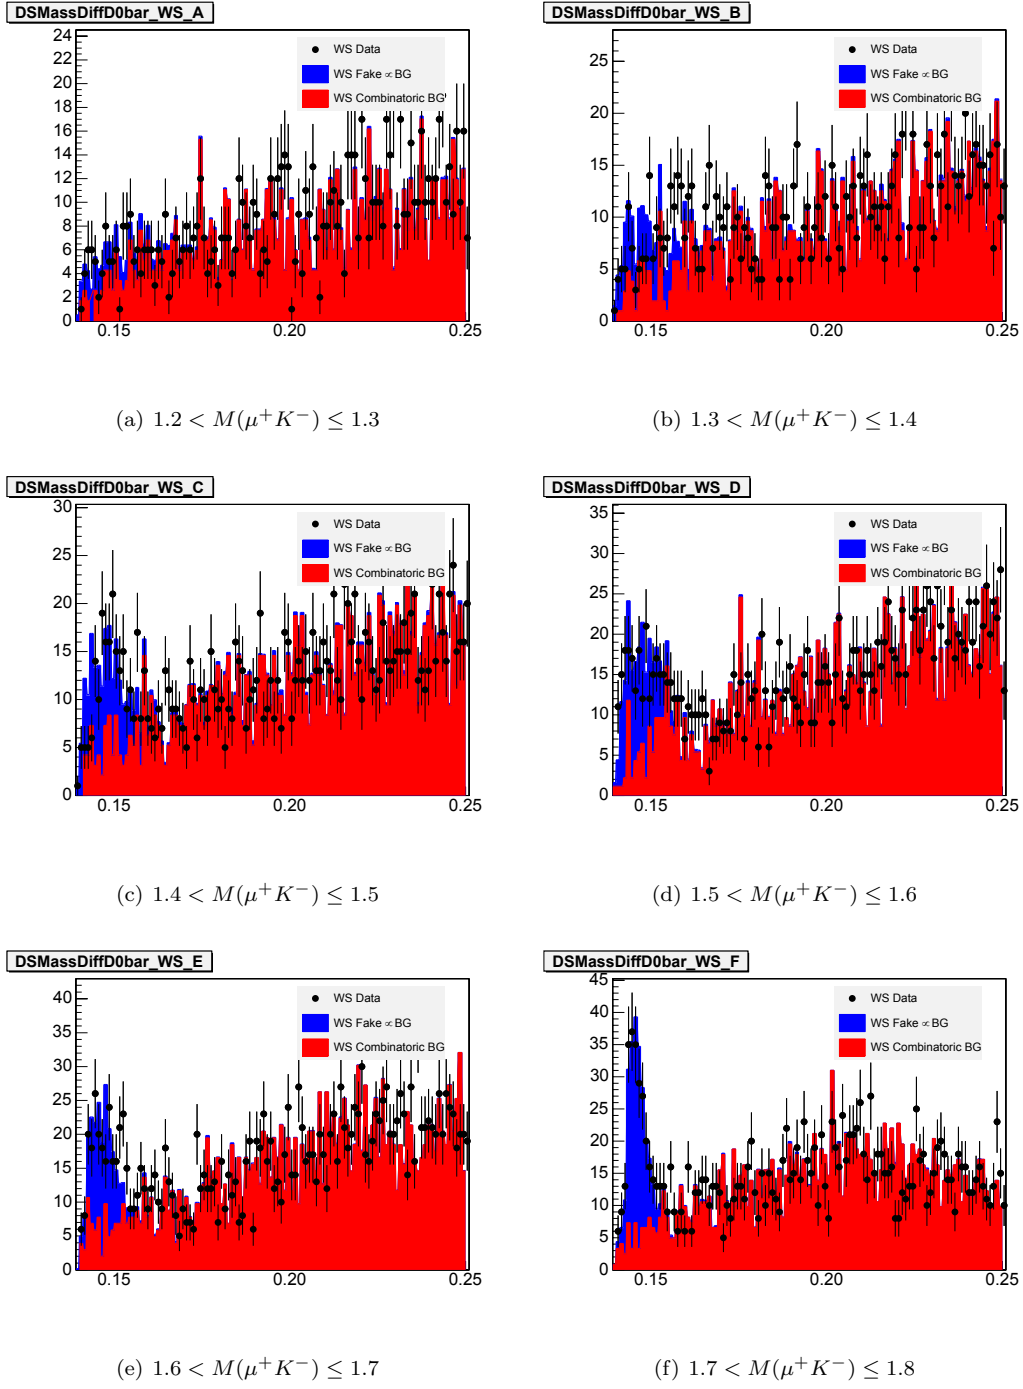 DSMassDiffD0bar_WS_A
24
22
20
18
16
14
12
10
8
6
4
2
0
0.15 0.20 0.25
WS Data
WS Fake ∝ BG
WS Combinatoric BG
(a) 1.2 < M(μ⁺K⁻) ≤ 1.3
DSMassDiffD0bar_WS_B
25
20
15
10
5
0
0.15 0.20 0.25
WS Data
WS Fake ∝ BG
WS Combinatoric BG
(b) 1.3 < M(μ⁺K⁻) ≤ 1.4
DSMassDiffD0bar_WS_C
30
25
20
15
10
5
0
0.15 0.20 0.25
WS Data
WS Fake ∝ BG
WS Combinatoric BG
(c) 1.4 < M(μ⁺K⁻) ≤ 1.5
DSMassDiffD0bar_WS_D
35
30
25
20
15
10
5
0
0.15 0.20 0.25
WS Data
WS Fake ∝ BG
WS Combinatoric BG
(d) 1.5 < M(μ⁺K⁻) ≤ 1.6
DSMassDiffD0bar_WS_E
40
35
30
25
20
15
10
5
0
0.15 0.20 0.25
WS Data
WS Fake ∝ BG
WS Combinatoric BG
(e) 1.6 < M(μ⁺K⁻) ≤ 1.7
DSMassDiffD0bar_WS_F
45
40
35
30
25
20
15
10
5
0
0.15 0.20 0.25
WS Data
WS Fake ∝ BG
WS Combinatoric BG
(f) 1.7 < M(μ⁺K⁻) ≤ 1.8